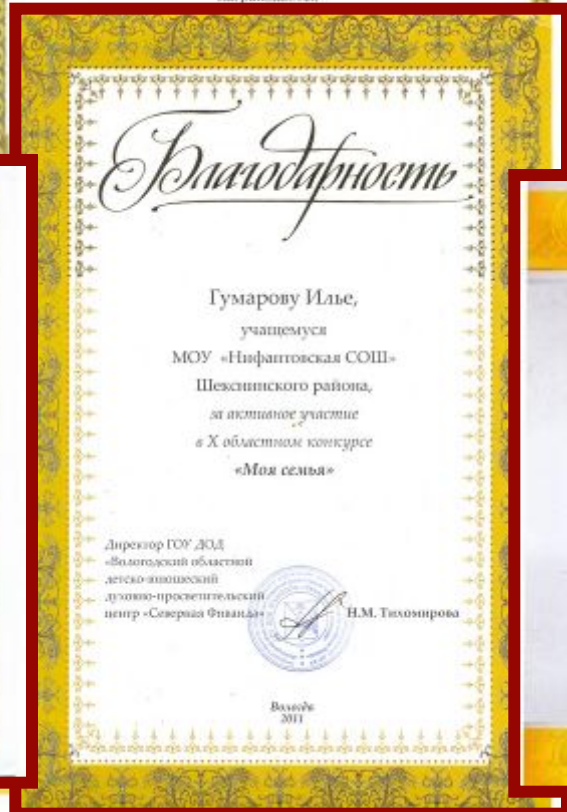 Благодарность
Гумарову Илье,
учащемуся
МОУ «Нифантовская СОШ»
Шекснинского района,
за активное участие
в X областном конкурсе
«Моя семья»
Директор ГОУ ДОД
«Вологодский областной
детско-юношеский
духовно-просветительский
центр «Северная Фиваида»
Н.М. Тихомирова
Вологда
2011